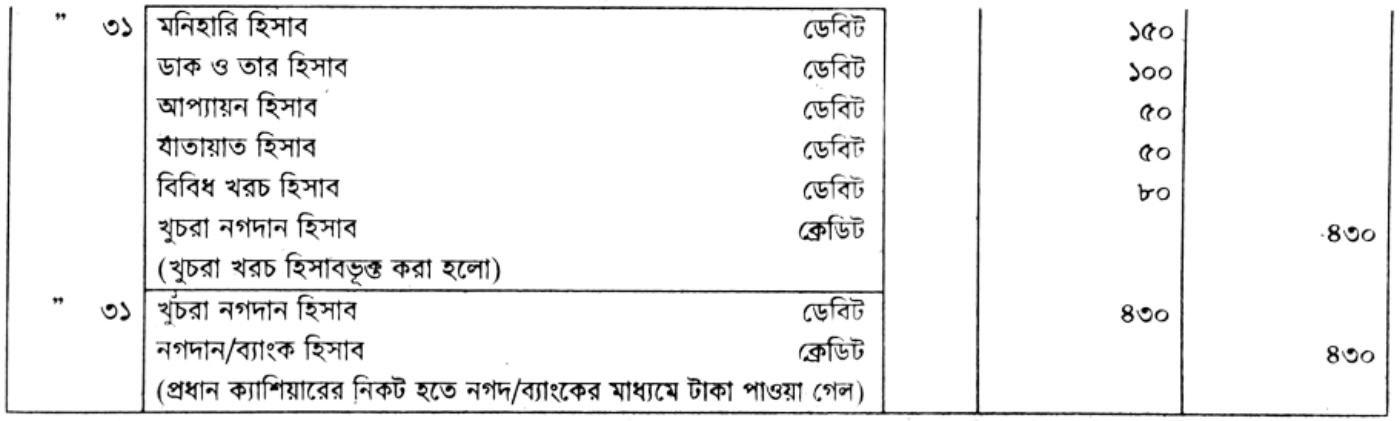 ” ৩১ মনিহারি হিসাব ডেবিট ১৫০
ডাক ও তার হিসাব ডেবিট ১০০
আপ্যায়ন হিসাব ডেবিট ৫০
যাতায়াত হিসাব ডেবিট ৫০
বিবিধ খরচ হিসাব ডেবিট ৮০
খুচরা নগদান হিসাব ক্রেডিট ৪৩০
(খুচরা খরচ হিসাবভূক্ত করা হলো)
” ৩১ খুচরা নগদান হিসাব ডেবিট ৪৩০
নগদান/ব্যাংক হিসাব ক্রেডিট ৪৩০
(প্রধান ক্যাশিয়ারের নিকট হতে নগদ/ব্যাংকের মাধ্যমে টাকা পাওয়া গেল)